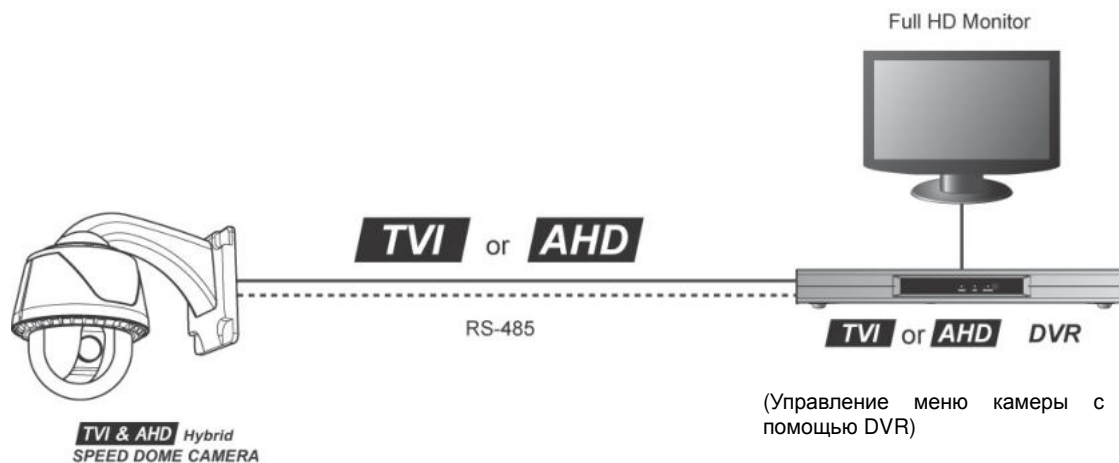 Full HD Monitor
TVI or AHD
RS-485
TVI or AHD DVR
(Управление меню камеры с
помощью DVR)
TVI & AHD Hybrid
SPEED DOME CAMERA